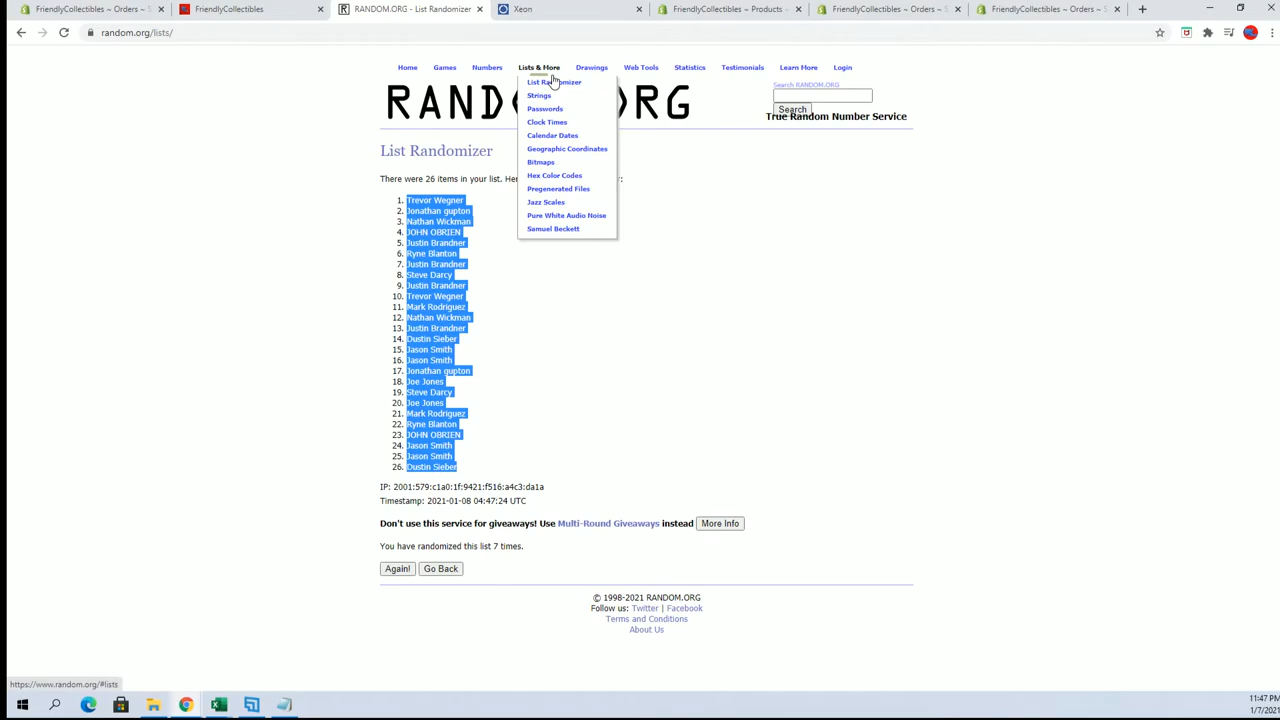 FriendlyCollectibles ~ Orders ~ S
FriendlyCollectibles
RANDOM.ORG - List Randomizer
Xeon
FriendlyCollectibles ~ Products ~
FriendlyCollectibles ~ Orders ~ S
FriendlyCollectibles ~ Orders ~ S
random.org/lists/
Home
Games
Numbers
Lists & More
Drawings
Web Tools
Statistics
Testimonials
Learn More
Login
List Randomizer
Strings
Passwords
Clock Times
Calendar Dates
Geographic Coordinates
Bitmaps
Hex Color Codes
Pregenerated Files
Jazz Scales
Pure White Audio Noise
Samuel Beckett
Search RANDOM.ORG
Search
True Random Number Service
List Randomizer
There were 26 items in your list.
1. Trevor Wegner
2. Jonathan gupton
3. Nathan Wickman
4. JOHN OBRIEN
5. Justin Brandner
6. Ryne Blanton
7. Justin Brandner
8. Steve Darcy
9. Justin Brandner
10. Trevor Wegner
11. Mark Rodriguez
12. Nathan Wickman
13. Justin Brandner
14. Dustin Sieber
15. Jason Smith
16. Jason Smith
17. Jonathan gupton
18. Joe Jones
19. Steve Darcy
20. Joe Jones
21. Mark Rodriguez
22. Ryne Blanton
23. JOHN OBRIEN
24. Jason Smith
25. Jason Smith
26. Dustin Sieber
IP: 2001:579:c1a0:1f:9421:f516:a4c3:da1a
Timestamp: 2021-01-08 04:47:24 UTC
Don't use this service for giveaways! Use Multi-Round Giveaways instead More Info
You have randomized this list 7 times.
Again! Go Back
© 1998-2021 RANDOM.ORG
Follow us: Twitter | Facebook
Terms and Conditions
About Us
https://www.random.org/#lists
11:47 PM
1/7/2021